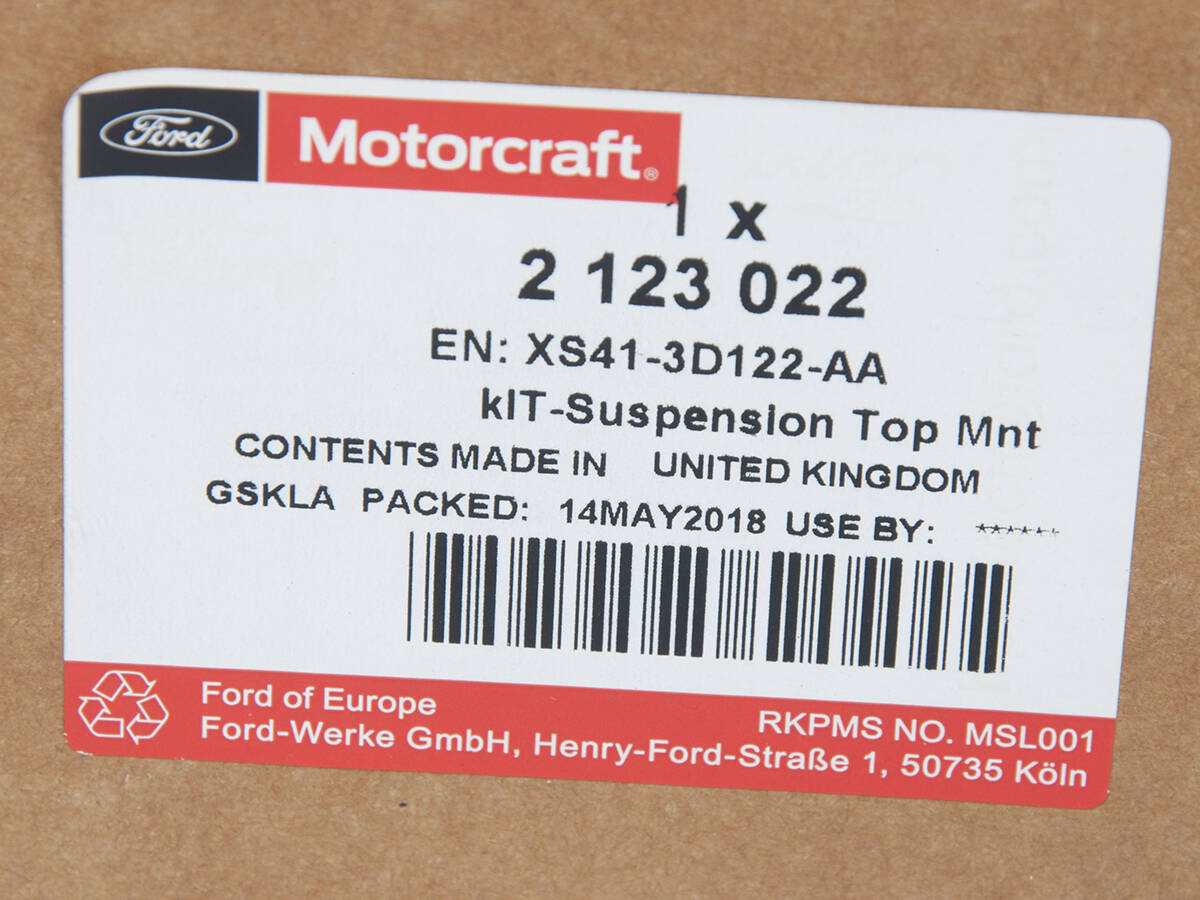 Ford Motorcraft®
1 x
2 123 022
EN: XS41-3D122-AA
kIT-Suspension Top Mnt
CONTENTS MADE IN UNITED KINGDOM
GSKLA PACKED: 14MAY2018 USE BY: ******
Ford of Europe
RKPMS NO. MSL001
Ford-Werke GmbH, Henry-Ford-Straße 1, 50735 Köln